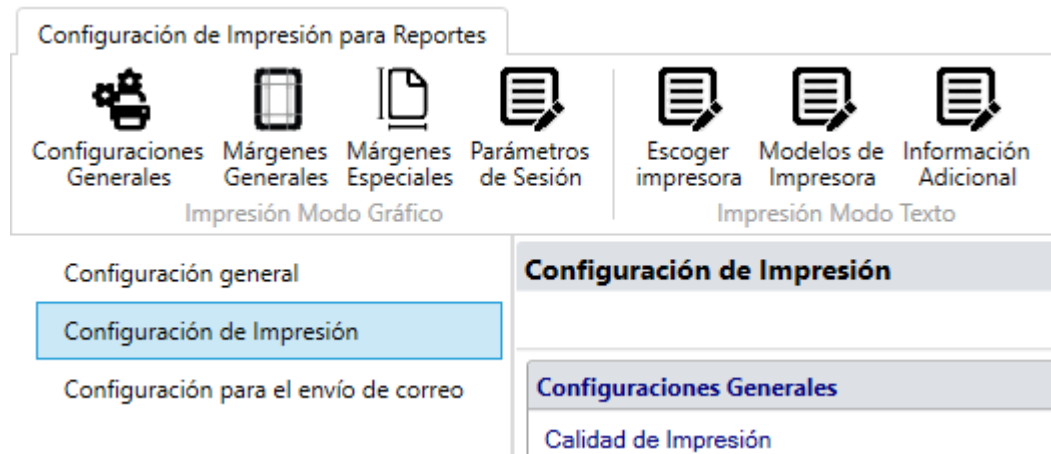 Configuración de Impresión para Reportes
Configuraciones Generales
Márgenes Generales
Márgenes Especiales
Parámetros de Sesión
Impresión Modo Gráfico
Escoger impresora
Modelos de Impresora
Información Adicional
Impresión Modo Texto
Configuración general
Configuración de Impresión
Configuración para el envío de correo
Configuración de Impresión
Configuraciones Generales
Calidad de Impresión